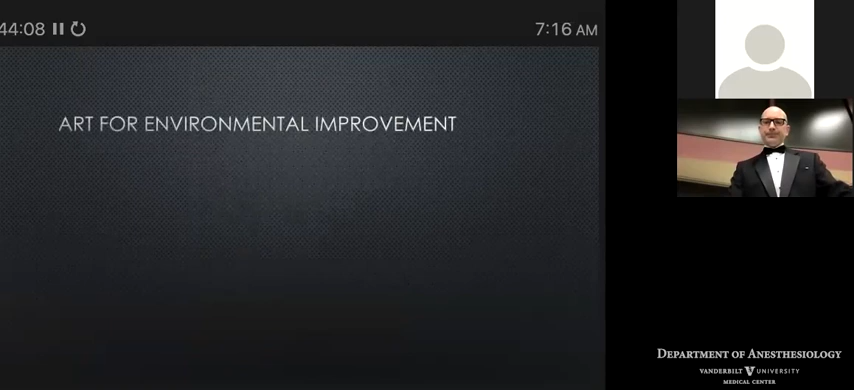 44:08
7:16 AM
ART FOR ENVIRONMENTAL IMPROVEMENT
DEPARTMENT OF ANESTHESIOLOGY
VANDERBILT V UNIVERSITY
MEDICAL CENTER